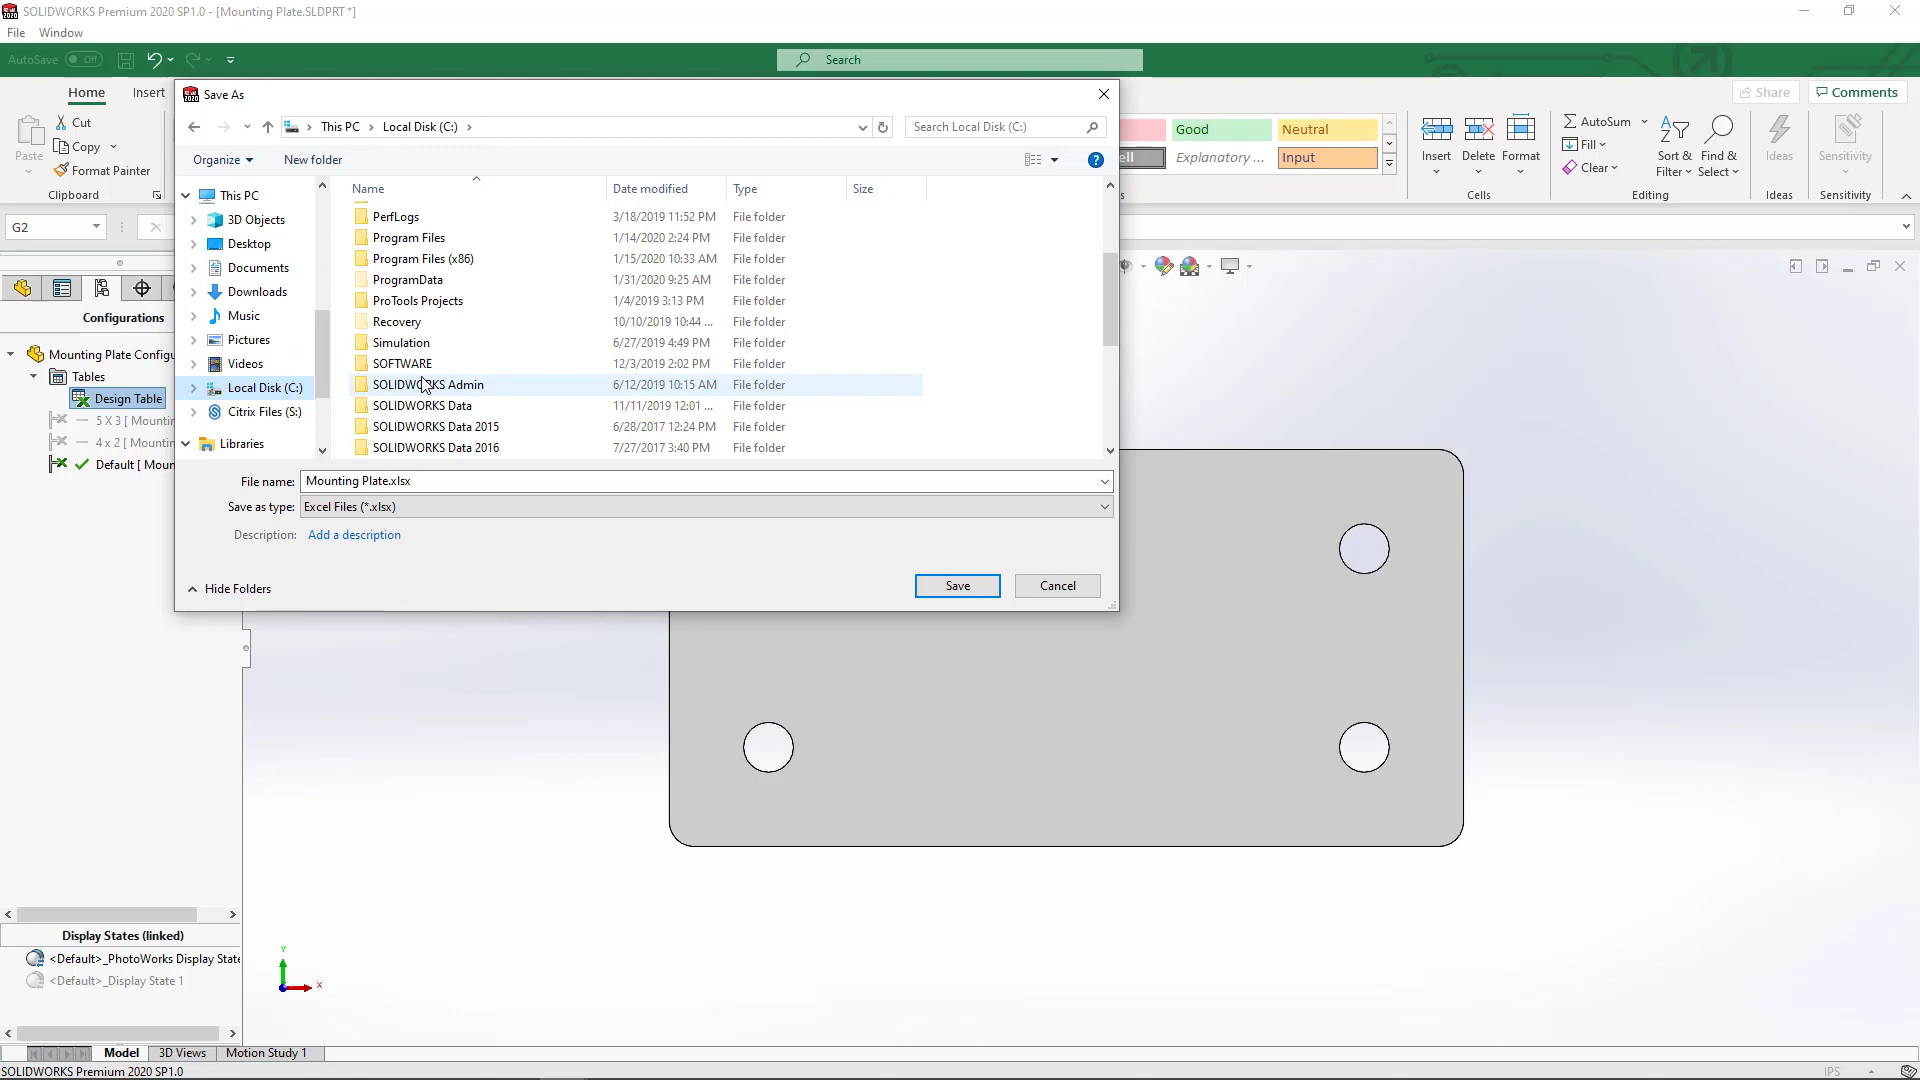 SOLIDWORKS Premium 2020 SP1.0 - [Mounting Plate.SLDPRT *]
File Window
AutoSave Off
Search
Home Insert
Share Comments
Paste
Cut
Copy
Format Painter
Clipboard
Good Neutral
Explanatory ... Input
Insert Delete Format
Cells
AutoSum
Fill
Clear
Sort & Filter
Find & Select
Editing
Ideas
Ideas
Sensitivity
Sensitivity
G2
Configurations
Mounting Plate Configu
Tables
Design Table
5 X 3 [ Mountin
4 x 2 [ Mountin
Default [ Moun
Save As
This PC > Local Disk (C:) >
Search Local Disk (C:)
Organize New folder
This PC
3D Objects
Desktop
Documents
Downloads
Music
Pictures
Videos
Local Disk (C:)
Citrix Files (S:)
Libraries
Name Date modified Type Size
PerfLogs 3/18/2019 11:52 PM File folder
Program Files 1/14/2020 2:24 PM File folder
Program Files (x86) 1/15/2020 10:33 AM File folder
ProgramData 1/31/2020 9:25 AM File folder
ProTools Projects 1/4/2019 3:13 PM File folder
Recovery 10/10/2019 10:44 ... File folder
Simulation 6/27/2019 4:49 PM File folder
SOFTWARE 12/3/2019 2:02 PM File folder
SOLIDWORKS Admin 6/12/2019 10:15 AM File folder
SOLIDWORKS Data 11/11/2019 12:01 ... File folder
SOLIDWORKS Data 2015 6/28/2017 12:24 PM File folder
SOLIDWORKS Data 2016 7/27/2017 3:40 PM File folder
File name: Mounting Plate.xlsx
Save as type: Excel Files (*.xlsx)
Description: Add a description
Hide Folders
Save Cancel
Display States (linked)
<Default>_PhotoWorks Display State
<Default>_Display State 1
Y
X
Model 3D Views Motion Study 1
SOLIDWORKS Premium 2020 SP1.0
IPS